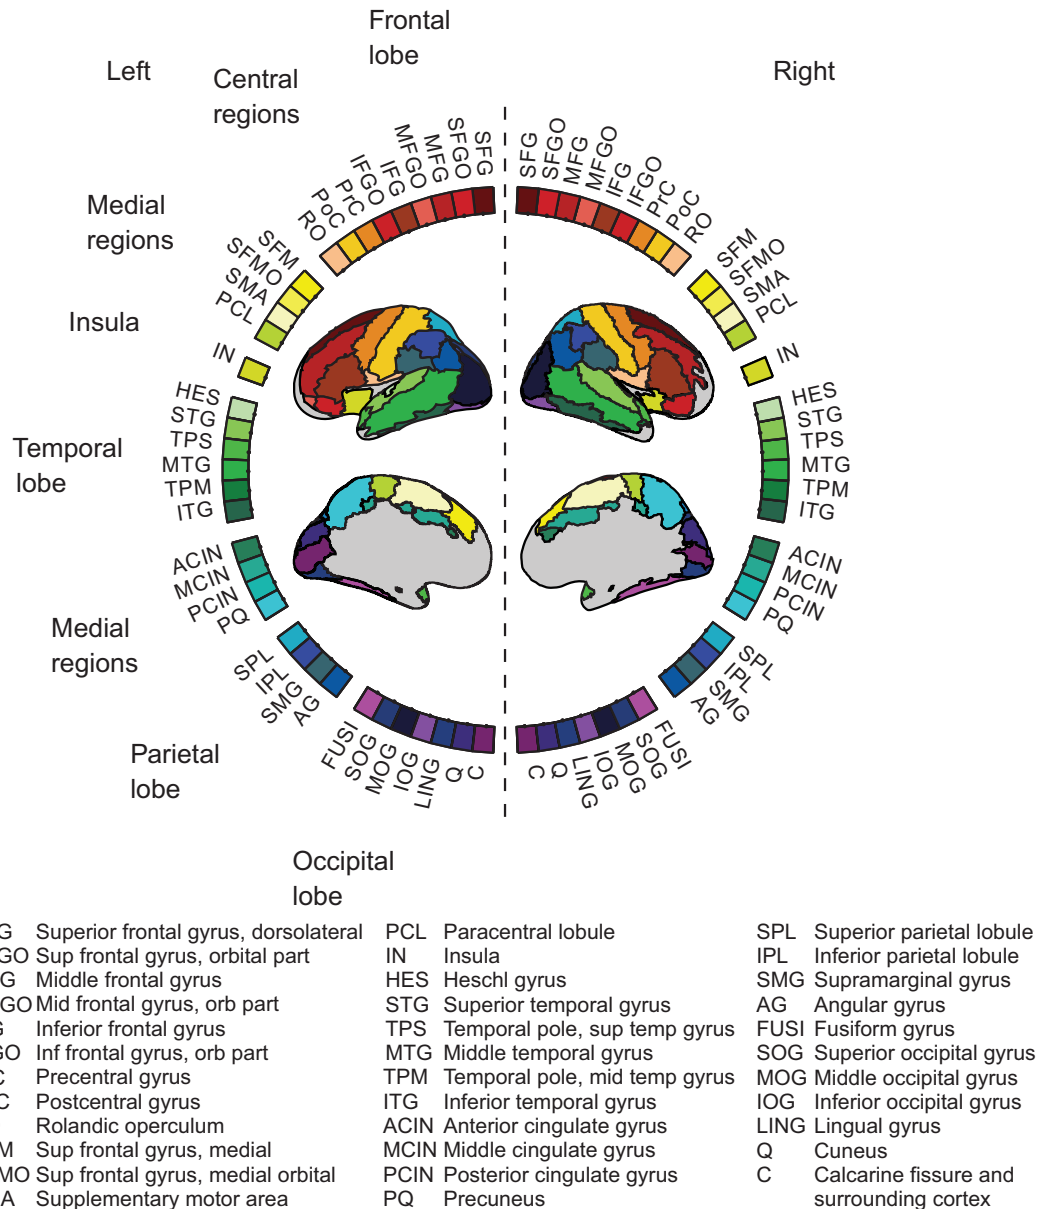 Frontal
lobe
Left
Central
regions
Right
Medial
regions
Insula
Temporal
lobe
Medial
regions
Parietal
lobe
Occipital
lobe
SFG
SFGO
MFG
MFGO
IFG
IFGO
PrC
PoC
RO
SFM
SFMO
SMA
PCL
IN
HES
STG
TPS
MTG
TPM
ITG
ACIN
MCIN
PCIN
PQ
SPL
IPL
SMG
AG
FUSI
SOG
MOG
IOG
LING
Q
C
SFG
SFGO
MFG
MFGO
IFG
IFGO
PrC
PoC
RO
SFM
SFMO
SMA
PCL
IN
HES
STG
TPS
MTG
TPM
ITG
ACIN
MCIN
PCIN
PQ
SPL
IPL
SMG
AG
FUSI
SOG
MOG
IOG
LING
Q
C
G Superior frontal gyrus, dorsolateral
GO Sup frontal gyrus, orbital part
G Middle frontal gyrus
GO Mid frontal gyrus, orb part
G Inferior frontal gyrus
GO Inf frontal gyrus, orb part
C Precentral gyrus
C Postcentral gyrus
Rolandic operculum
M Sup frontal gyrus, medial
MO Sup frontal gyrus, medial orbital
A Supplementary motor area
PCL Paracentral lobule
IN Insula
HES Heschl gyrus
STG Superior temporal gyrus
TPS Temporal pole, sup temp gyrus
MTG Middle temporal gyrus
TPM Temporal pole, mid temp gyrus
ITG Inferior temporal gyrus
ACIN Anterior cingulate gyrus
MCIN Middle cingulate gyrus
PCIN Posterior cingulate gyrus
PQ Precuneus
SPL Superior parietal lobule
IPL Inferior parietal lobule
SMG Supramarginal gyrus
AG Angular gyrus
FUSI Fusiform gyrus
SOG Superior occipital gyrus
MOG Middle occipital gyrus
IOG Inferior occipital gyrus
LING Lingual gyrus
Q Cuneus
C Calcarine fissure and
surrounding cortex